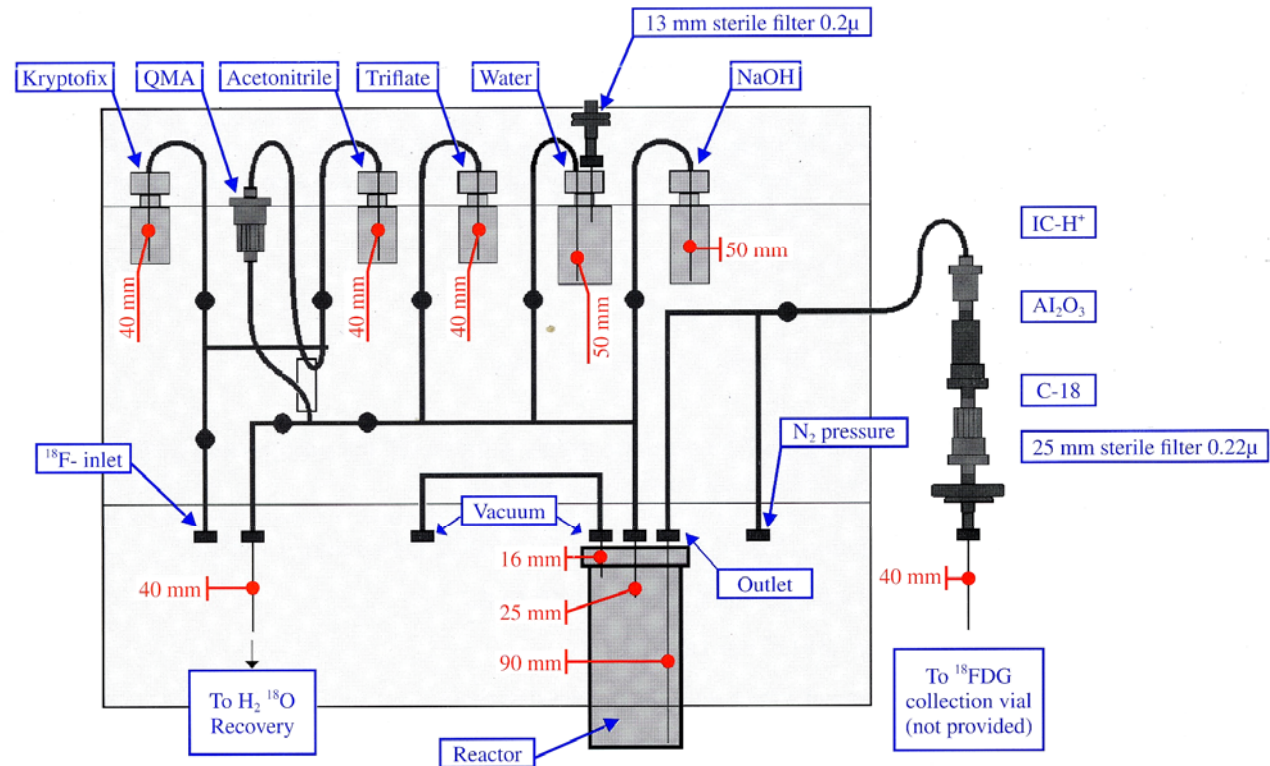 13 mm sterile filter 0.2µ
Kryptofix
QMA
Acetonitrile
Triflate
Water
NaOH
40 mm
40 mm
40 mm
50 mm
50 mm
IC-H⁺
AI₂O₃
C-18
25 mm sterile filter 0.22µ
N₂ pressure
¹⁸F- inlet
Vacuum
16 mm
Outlet
40 mm
25 mm
40 mm
90 mm
To H₂ ¹⁸O
Recovery
Reactor
To ¹⁸FDG
collection vial
(not provided)